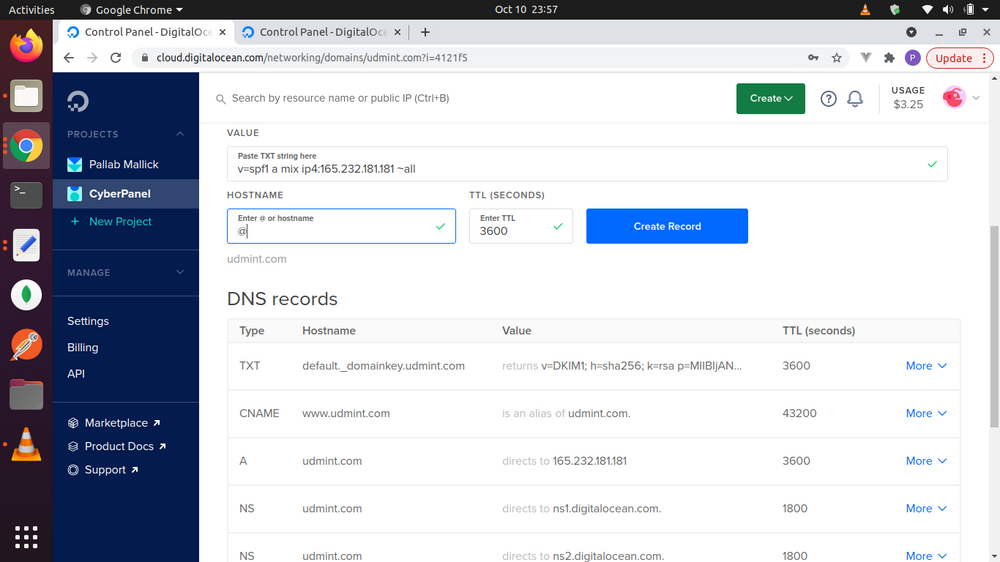 Activities Google Chrome Oct 10 23:57
Control Panel - DigitalOce Control Panel - DigitalOce
cloud.digitalocean.com/networking/domains/udmint.com?i=4121f5 P Update
Search by resource name or public IP (Ctrl+B) Create USAGE
$3.25
PROJECTS
Pallab Mallick
CyberPanel
+ New Project
MANAGE
Settings
Billing
API
Marketplace
Product Docs
Support
VALUE
Paste TXT string here
v=spf1 a mix ip4:165.232.181.181 ~all
HOSTNAME TTL (SECONDS)
Enter @ or hostname Enter TTL
@ 3600 Create Record
udmint.com
DNS records
Type Hostname Value TTL (seconds)
TXT default._domainkey.udmint.com returns v=DKIM1; h=sha256; k=rsa p=MIIBIjAN... 3600 More
CNAME www.udmint.com is an alias of udmint.com. 43200 More
A udmint.com directs to 165.232.181.181 3600 More
NS udmint.com directs to ns1.digitalocean.com. 1800 More
NS udmint.com directs to ns2.digitalocean.com. 1800 More